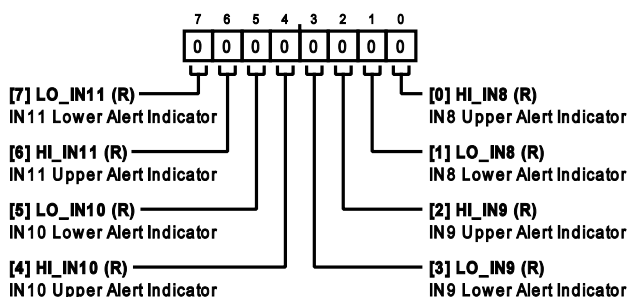 7 6 5 4 3 2 1 0
0 0 0 0 0 0 0 0
[7] LO_IN11 (R)
IN11 Lower Alert Indicator
[6] HI_IN11 (R)
IN11 Upper Alert Indicator
[5] LO_IN10 (R)
IN10 Lower Alert Indicator
[4] HI_IN10 (R)
IN10 Upper Alert Indicator
[0] HI_IN8 (R)
IN8 Upper Alert Indicator
[1] LO_IN8 (R)
IN8 Lower Alert Indicator
[2] HI_IN9 (R)
IN9 Upper Alert Indicator
[3] LO_IN9 (R)
IN9 Lower Alert Indicator